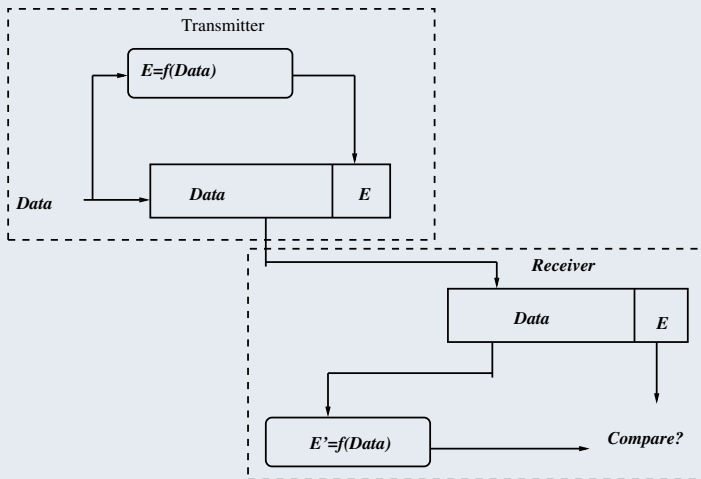 Transmitter
E=f(Data)
Data
Data
E
Receiver
Data
E
E'=f(Data)
Compare?